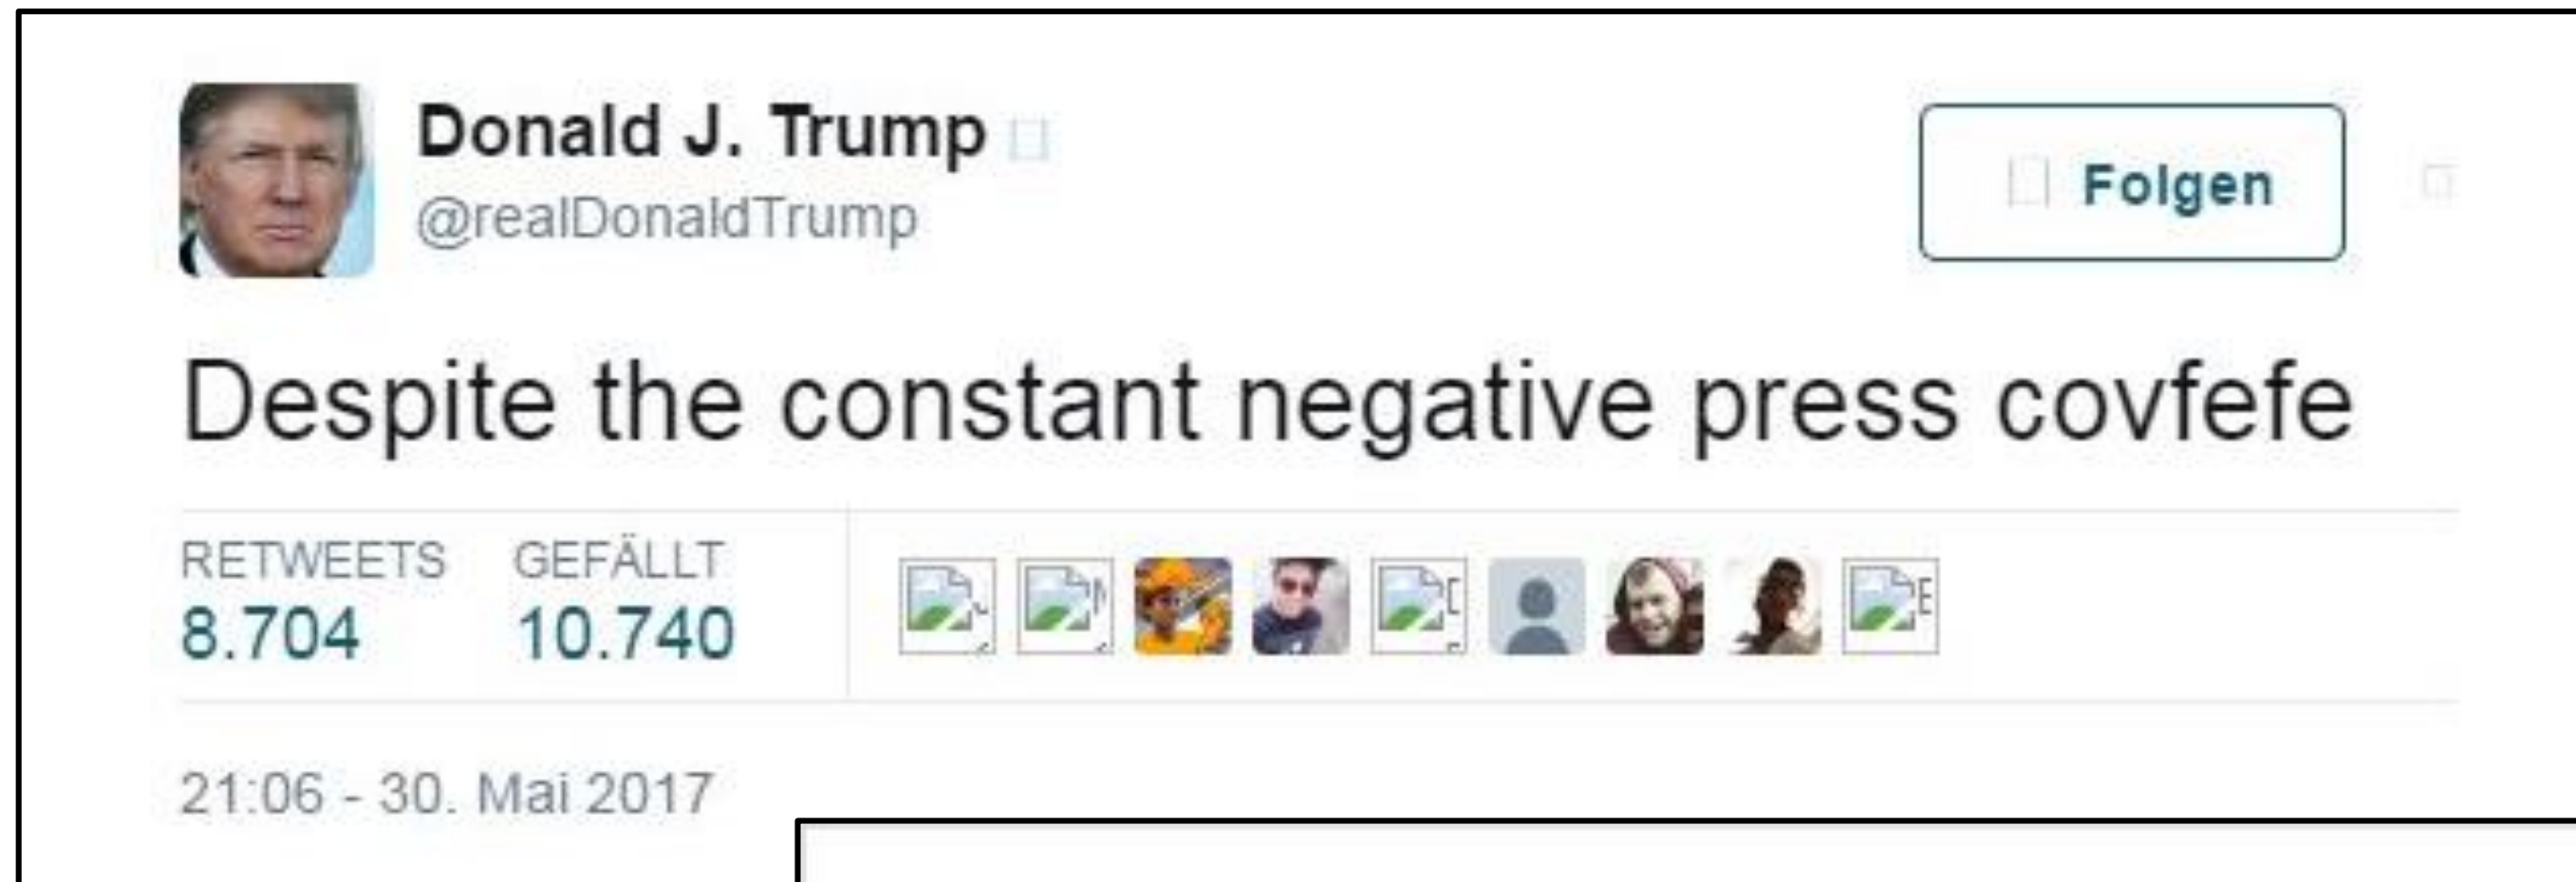 Donald J. Trump
@realDonaldTrump
Folgen
Despite the constant negative press covfefe
RETWEETS GEFÄLLT
8.704 10.740
21:06 - 30. Mai 2017